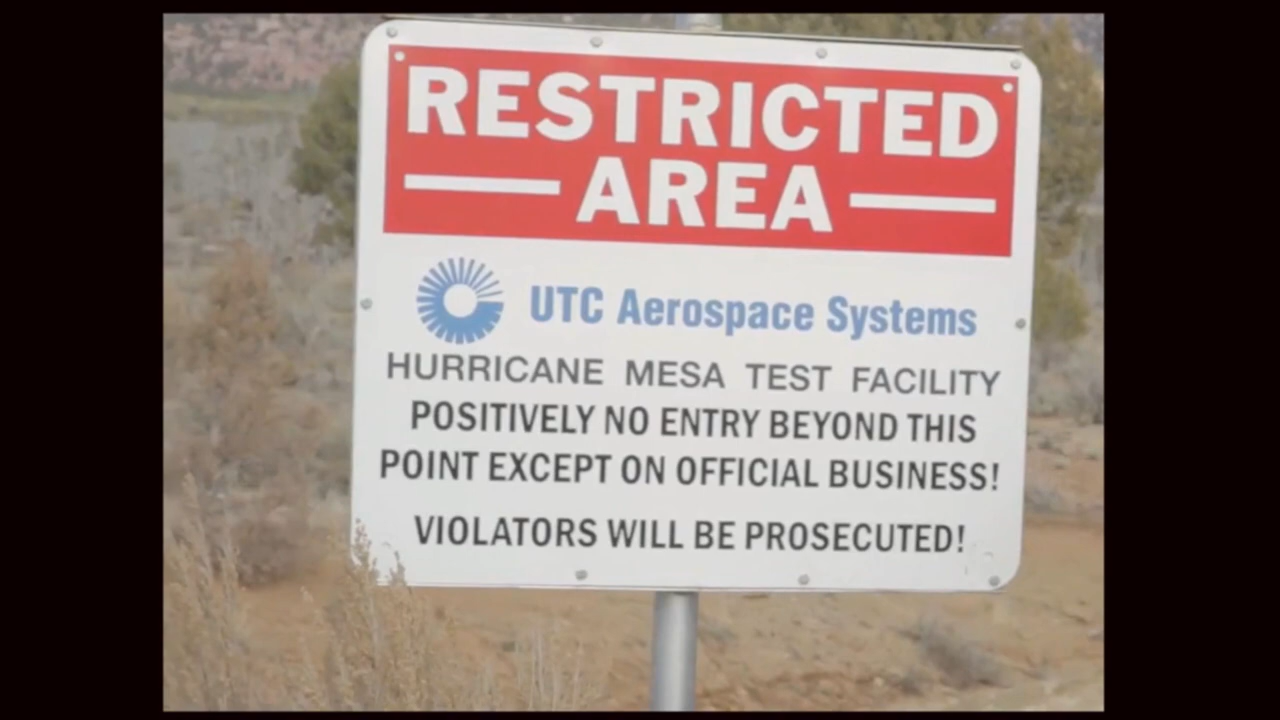 RESTRICTED
AREA
UTC Aerospace Systems
HURRICANE MESA TEST FACILITY
POSITIVELY NO ENTRY BEYOND THIS
POINT EXCEPT ON OFFICIAL BUSINESS!
VIOLATORS WILL BE PROSECUTED!